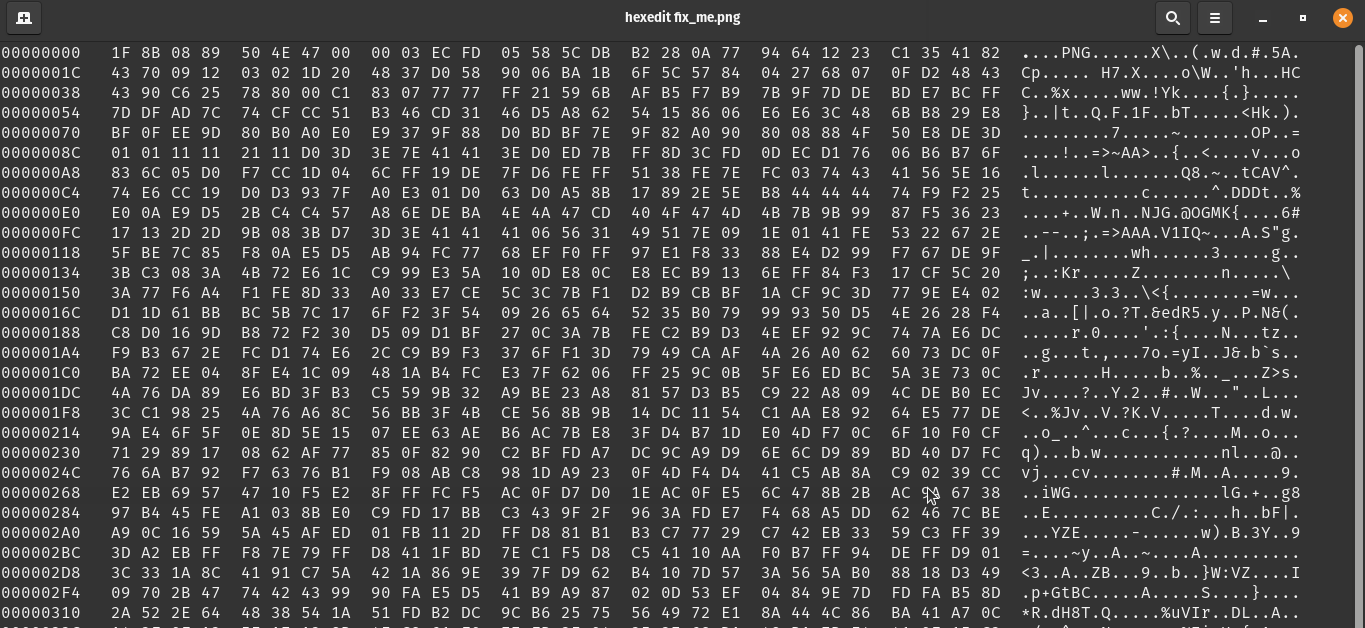 hexedit fix_me.png
00000000 1F 8B 08 89 50 4E 47 00 00 03 EC FD 05 58 5C DB B2 28 0A 77 94 64 12 23 C1 35 41 82 ....PNG......X\..(.w.d.#.5A.
0000001C 43 70 09 12 03 02 1D 20 48 37 D0 58 90 06 BA 1B 6F 5C 57 84 04 27 68 07 0F D2 48 43 Cp..... H7.X....o\W..'h...HC
00000038 43 90 C6 25 78 80 00 C1 83 07 77 77 FF 21 59 6B AF B5 F7 B9 7B 9F 7D DE BD E7 BC FF C..%x.....ww.!Yk....{.}.....
00000054 7D DF AD 7C 74 CF CC 51 B3 46 CD 31 46 D5 A8 62 54 15 86 06 E6 E6 3C 48 6B B8 29 E8 }..|t..Q.F.1F..bT.....<Hk.).
00000070 BF 0F EE 9D 80 B0 A0 E0 E9 37 9F 88 D0 BD BF 7E 9F 82 A0 90 80 08 88 4F 50 E8 DE 3D .........7.....~.......OP..=
0000008C 01 01 11 11 21 11 D0 3D 3E 7E 41 41 3E D0 ED 7B FF 8D 3C FD 0D EC D1 76 06 B6 B7 6F ....!..=>~AA>..{..<....v...o
000000A8 83 6C 05 D0 F7 CC 1D 04 6C FF 19 DE 7F D6 FE FF 51 38 FE 7E FC 03 74 43 41 56 5E 16 .l......l.......Q8.~..tCAV^.
000000C4 74 E6 CC 19 D0 D3 93 7F A0 E3 01 D0 63 D0 A5 8B 17 89 2E 5E B8 44 44 44 74 F9 F2 25 t...........c......^.DDDt..%
000000E0 E0 0A E9 D5 2B C4 C4 57 A8 6E DE BA 4E 4A 47 CD 40 4F 47 4D 4B 7B 9B 99 87 F5 36 23 ....+..W.n..NJG.@OGMK{....6#
000000FC 17 13 2D 2D 9B 08 3B D7 3D 3E 41 41 41 06 56 31 49 51 7E 09 1E 01 41 FE 53 22 67 2E ..--..;.=>AAA.V1IQ~...A.S"g.
00000118 5F BE 7C 85 F8 0A E5 D5 AB 94 FC 77 68 EF F0 FF 97 E1 F8 33 88 E4 D2 99 F7 67 DE 9F _.|........wh......3.....g..
00000134 3B C3 08 3A 4B 72 E6 1C C9 99 E3 5A 10 0D E8 0C E8 EC B9 13 6E FF 84 F3 17 CF 5C 20 ;..:Kr.....Z........n.....\
00000150 3A 77 F6 A4 F1 FE 8D 33 A0 33 E7 CE 5C 3C 7B F1 D2 B9 CB BF 1A CF 9C 3D 77 9E E4 02 :w.....3.3..\<{........=w...
0000016C D1 1D 61 BB BC 5B 7C 17 6F F2 3F 54 09 26 65 64 52 35 B0 79 99 93 50 D5 4E 26 28 F4 ..a..[|.o.?T.&edR5.y..P.N&(.
00000188 C8 D0 16 9D B8 72 F2 30 D5 09 D1 BF 27 0C 3A 7B FE C2 B9 D3 4E EF 92 9C 74 7A E6 DC .....r.0....'.:{....N...tz..
000001A4 F9 B3 67 2E FC D1 74 E6 2C C9 B9 F3 37 6F F1 3D 79 49 CA AF 4A 26 A0 62 60 73 DC 0F ..g...t.,...7o.=yI..J&.b`s..
000001C0 BA 72 EE 04 8F E4 1C 09 48 1A B4 FC E3 7F 62 06 FF 25 9C 0B 5F E6 ED BC 5A 3E 73 0C .r......H.....b..%.._...Z>s.
000001DC 4A 76 DA 89 E6 BD 3F B3 C5 59 9B 32 A9 BE 23 A8 81 57 D3 B5 C9 22 A8 09 4C DE B0 EC Jv....?..Y.2..#..W..."..L...
000001F8 3C C1 98 25 4A 76 A6 8C 56 BB 3F 4B CE 56 8B 9B 14 DC 11 54 C1 AA E8 92 64 E5 77 DE <..%Jv..V.?K.V.....T....d.w.
00000214 9A E4 6F 5F 0E 8D 5E 15 07 EE 63 AE B6 AC 7B E8 3F D4 B7 1D E0 4D F7 0C 6F 10 F0 CF ..o_..^...c...{.?....M..o...
00000230 71 29 89 17 08 62 AF 77 85 0F 82 90 C2 BF FD A7 DC 9C A9 D9 6E 6C D9 89 BD 40 D7 FC q)...b.w............nl...@..
0000024C 76 6A B7 92 F7 63 76 B1 F9 08 AB C8 98 1D A9 23 0F 4D F4 D4 41 C5 AB 8A C9 02 39 CC vj...cv........#.M..A.....9.
00000268 E2 EB 69 57 47 10 F5 E2 8F FF FC F5 AC 0F D7 D0 1E AC 0F E5 6C 47 8B 2B AC 9A 67 38 ..iWG...............lG.+..g8
00000284 97 B4 45 FE A1 03 8B E0 C9 FD 17 BB C3 43 9F 2F 96 3A FD E7 F4 68 A5 DD 62 46 7C BE ..E..........C./.:...h..bF|.
000002A0 A9 0C 16 59 5A 45 AF ED 01 FB 11 2D FF D8 81 B1 B3 C7 77 29 C7 42 EB 33 59 C3 FF 39 ...YZE.....-......w).B.3Y..9
000002BC 3D A2 EB FF F8 7E 79 FF D8 41 1F BD 7E C1 F5 D8 C5 41 10 AA F0 B7 FF 94 DE FF D9 01 =....~y..A..~....A..........
000002D8 3C 33 1A 8C 41 91 C7 5A 42 1A 86 9E 39 7F D9 62 B4 10 7D 57 3A 56 5A B0 88 18 D3 49 <3..A..ZB...9..b..}W:VZ....I
000002F4 09 70 2B 47 74 42 43 99 90 FA E5 D5 41 B9 A9 87 02 0D 53 EF 04 84 9E 7D FD FA B5 8D .p+GtBC.....A.....S....}....
00000310 2A 52 2E 64 48 38 54 1A 51 FD B2 DC 9C B6 25 75 56 49 72 E1 8A 44 4C 86 BA 41 A7 0C *R.dH8T.Q.....%uVIr..DL..A..